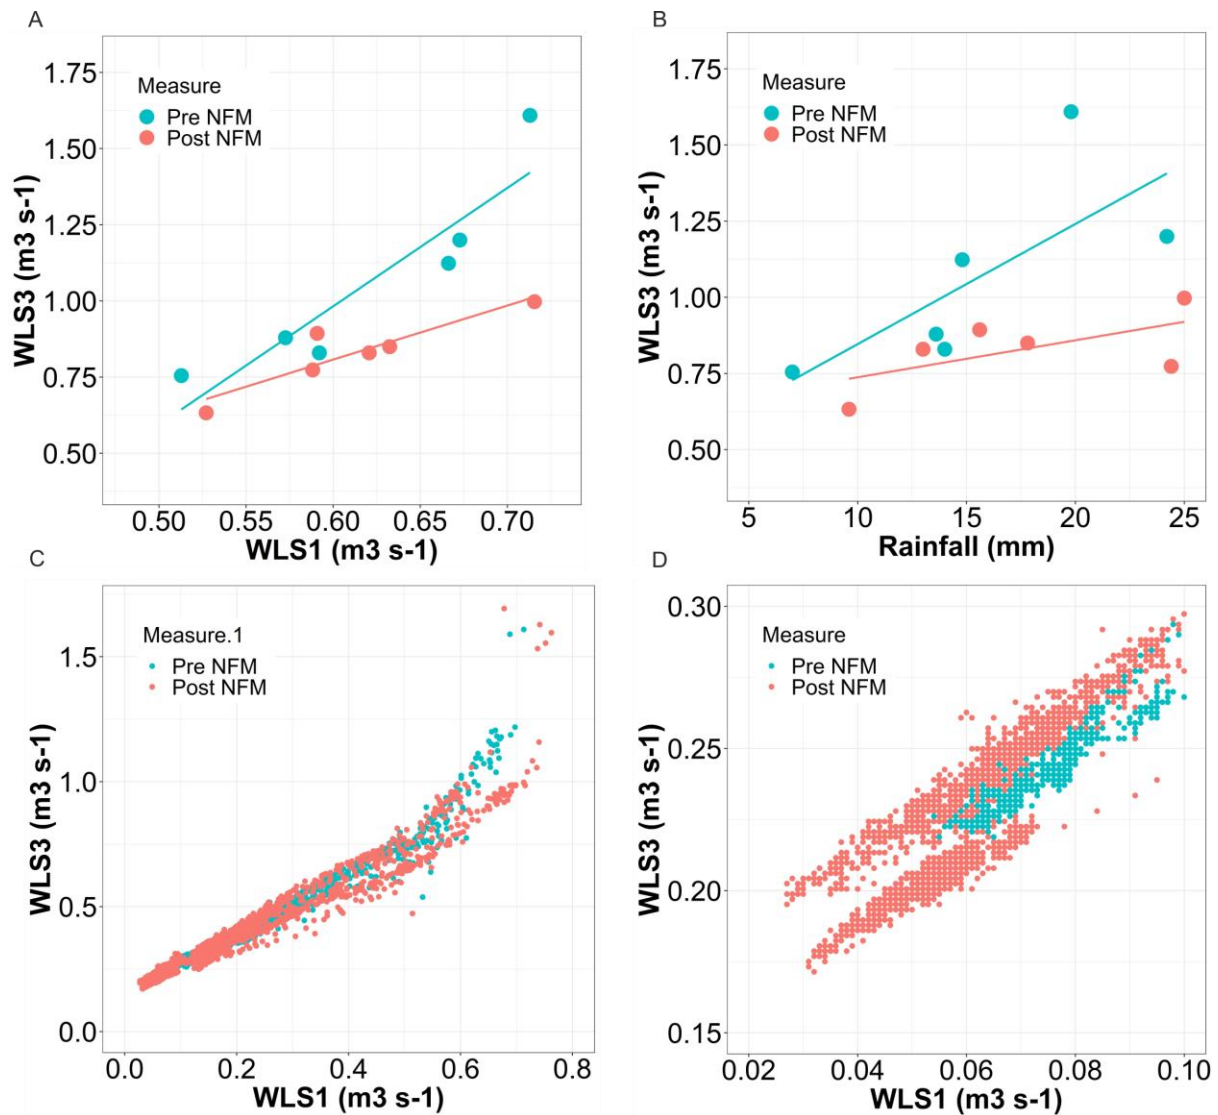 A
Measure
Pre NFM
Post NFM
WLS3 (m3 s-1)
1.75
1.50
1.25
1.00
0.75
0.50
0.50 0.55 0.60 0.65 0.70
WLS1 (m3 s-1)
B
Measure
Pre NFM
Post NFM
WLS3 (m3 s-1)
1.75
1.50
1.25
1.00
0.75
0.50
5 10 15 20 25
Rainfall (mm)
C
Measure.1
Pre NFM
Post NFM
WLS3 (m3 s-1)
1.5
1.0
0.5
0.0
0.0 0.2 0.4 0.6 0.8
WLS1 (m3 s-1)
D
Measure
Pre NFM
Post NFM
WLS3 (m3 s-1)
0.30
0.25
0.20
0.15
0.02 0.04 0.06 0.08 0.10
WLS1 (m3 s-1)